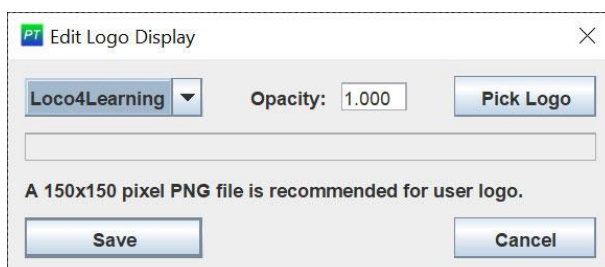 PT Edit Logo Display
Loco4Learning Opacity: 1.000 Pick Logo
A 150x150 pixel PNG file is recommended for user logo.
Save Cancel